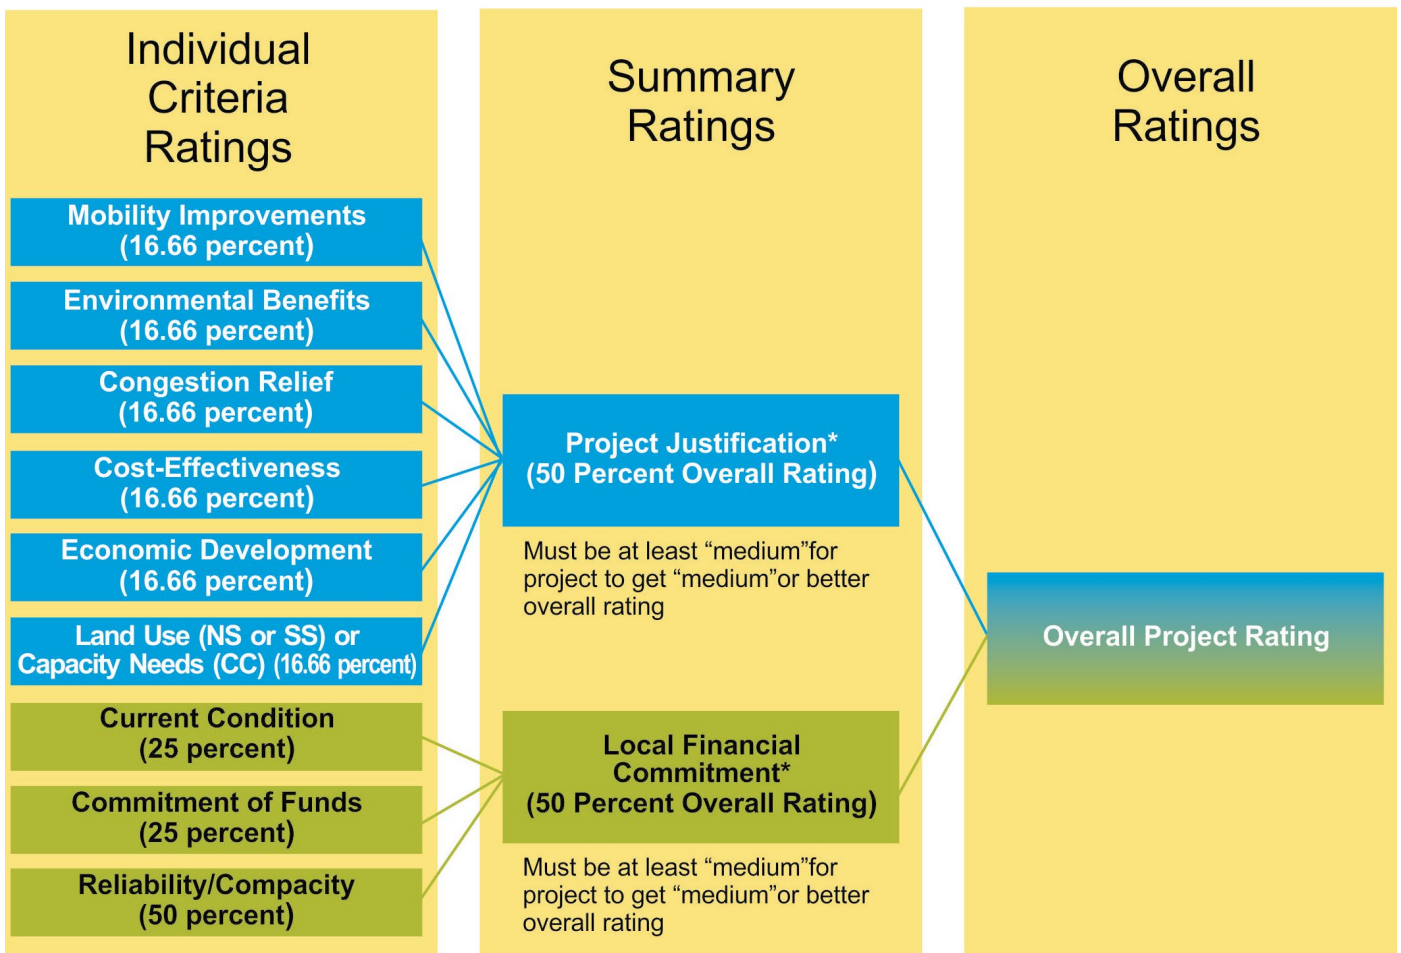 Individual
Criteria
Ratings
Mobility Improvements
(16.66 percent)
Environmental Benefits
(16.66 percent)
Congestion Relief
(16.66 percent)
Cost-Effectiveness
(16.66 percent)
Economic Development
(16.66 percent)
Land Use (NS or SS) or
Capacity Needs (CC) (16.66 percent)
Current Condition
(25 percent)
Commitment of Funds
(25 percent)
Reliability/Compacity
(50 percent)
Summary
Ratings
Project Justification*
(50 Percent Overall Rating)
Must be at least “medium”for
project to get “medium”or better
overall rating
Local Financial
Commitment*
(50 Percent Overall Rating)
Must be at least “medium”for
project to get “medium”or better
overall rating
Overall
Ratings
Overall Project Rating